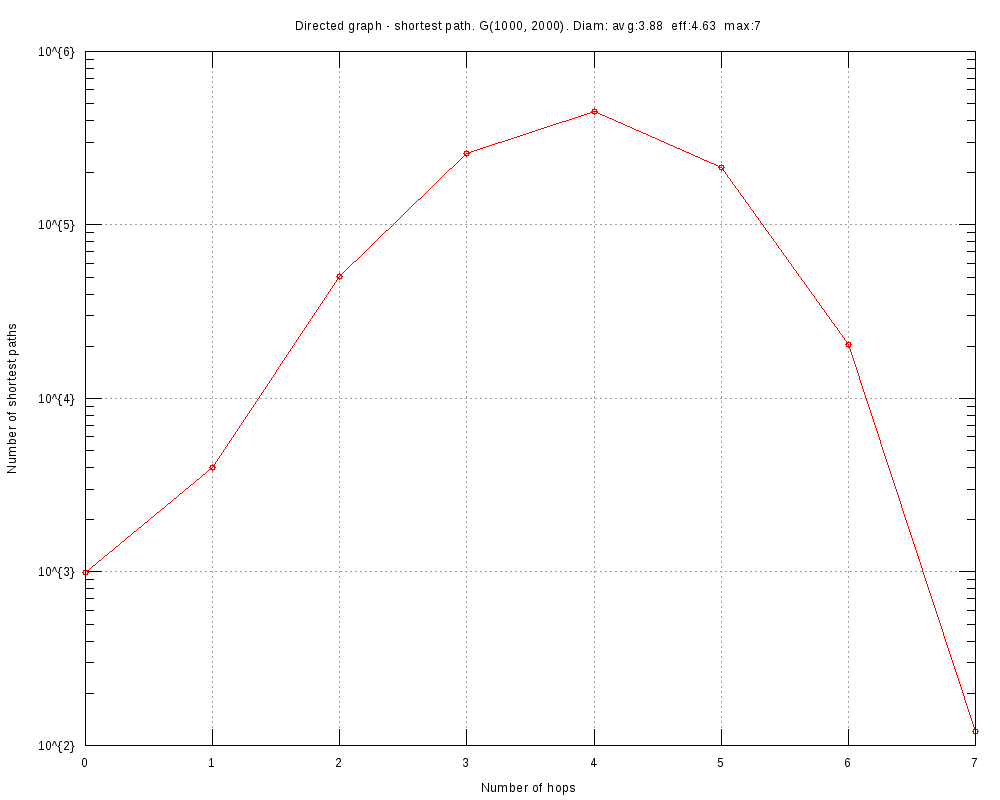 Directed graph - shortest path. G(1000, 2000). Diam: avg:3.88 eff:4.63 max:7
10^{6}
10^{5}
10^{4}
10^{3}
10^{2}
Number of shortest paths
0 1 2 3 4 5 6 7
Number of hops